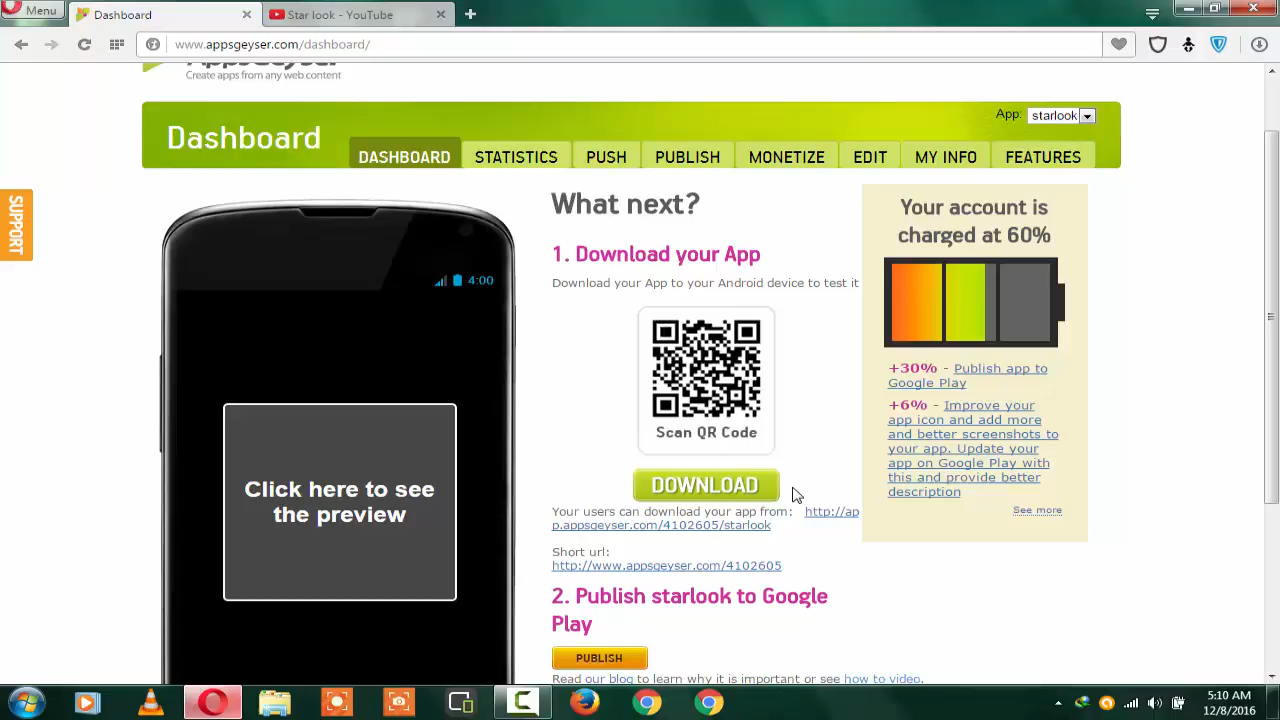 Menu
Dashboard
Star look - YouTube
www.appsgeyser.com/dashboard/
Create apps from any web content
App: starlook
Dashboard
DASHBOARD
STATISTICS
PUSH
PUBLISH
MONETIZE
EDIT
MY INFO
FEATURES
SUPPORT
4:00
Click here to see
the preview
What next?
1. Download your App
Download your App to your Android device to test it
Scan QR Code
DOWNLOAD
Your users can download your app from: http://ap
p.appsgeyser.com/4102605/starlook
Short url:
http://www.appsgeyser.com/4102605
2. Publish starlook to Google
Play
PUBLISH
Read our blog to learn why it is important or see how to video.
Your account is
charged at 60%
+30% - Publish app to
Google Play
+6% - Improve your
app icon and add more
and better screenshots to
your app. Update your
app on Google Play with
this and provide better
description
See more
5:10 AM
12/8/2016